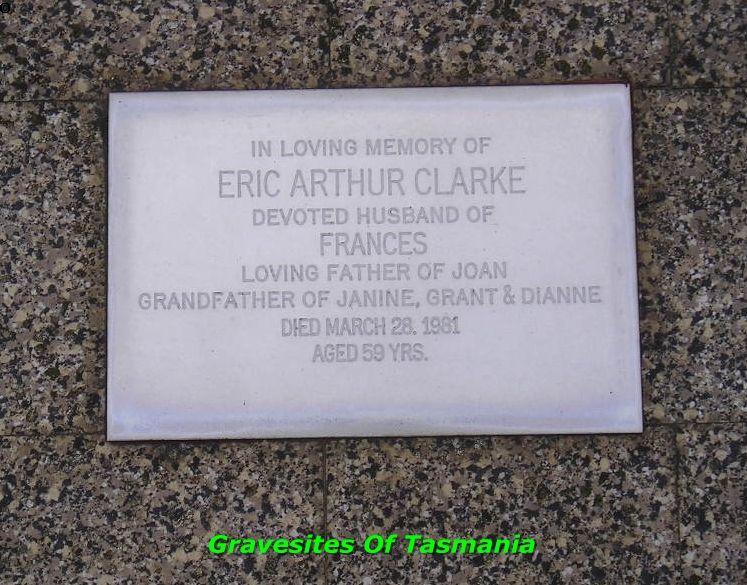 IN LOVING MEMORY OF
ERIC ARTHUR CLARKE
DEVOTED HUSBAND OF
FRANCES
LOVING FATHER OF JOAN
GRANDFATHER OF JANINE, GRANT & DIANNE
DIED MARCH 28. 1981
AGED 59 YRS.
Gravesites Of Tasmania